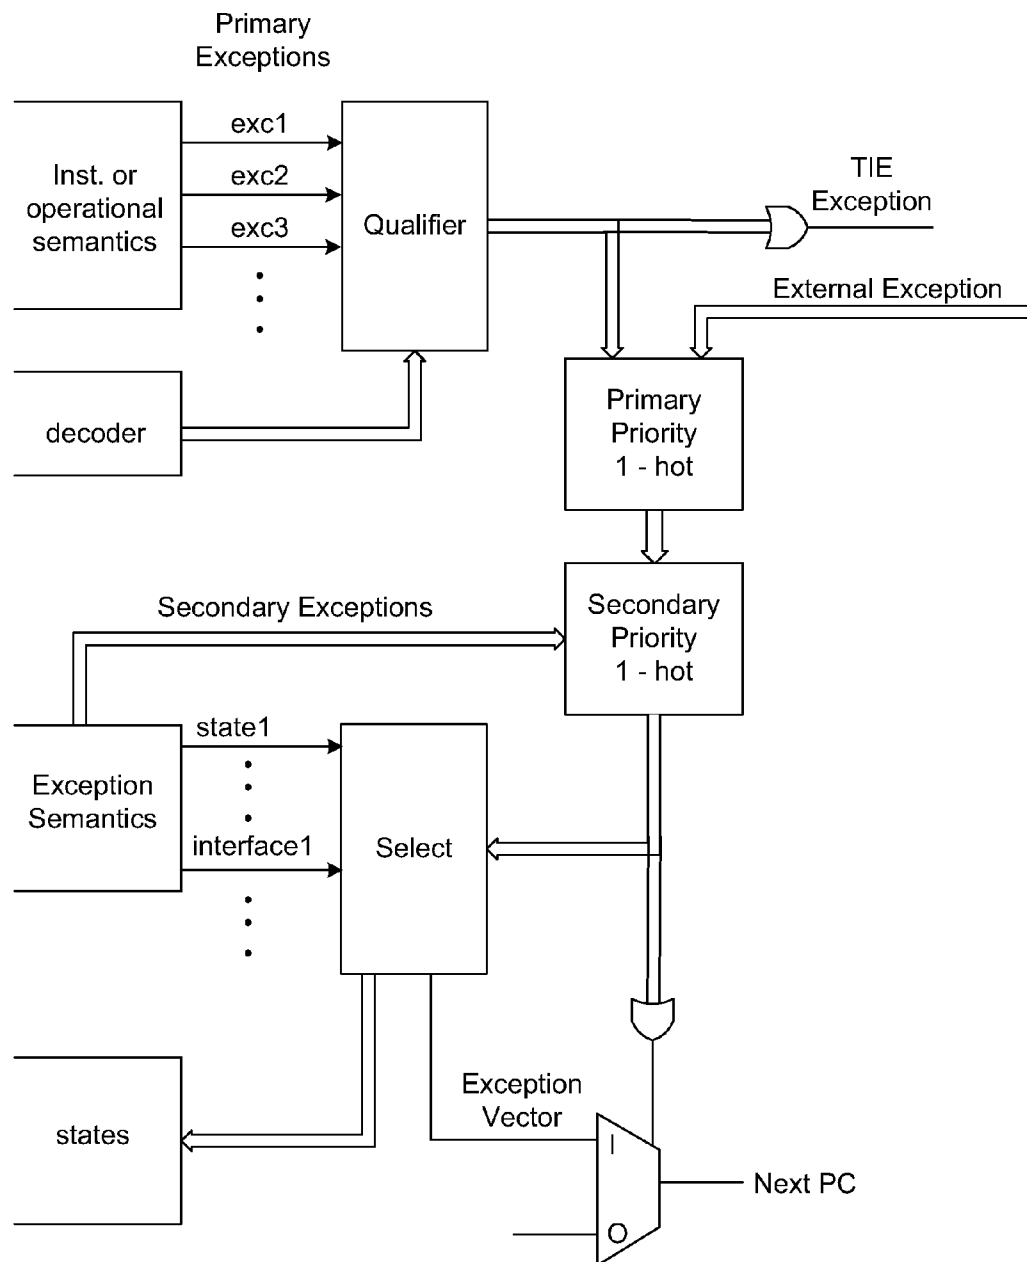 Primary
Exceptions
exc1
exc2
exc3
Inst. or
operational
semantics
Qualifier
TIE
Exception
External Exception
decoder
Primary
Priority
1 - hot
Secondary Exceptions
Secondary
Priority
1 - hot
state1
Exception
Semantics
interface1
Select
states
Exception
Vector
I
O
Next PC